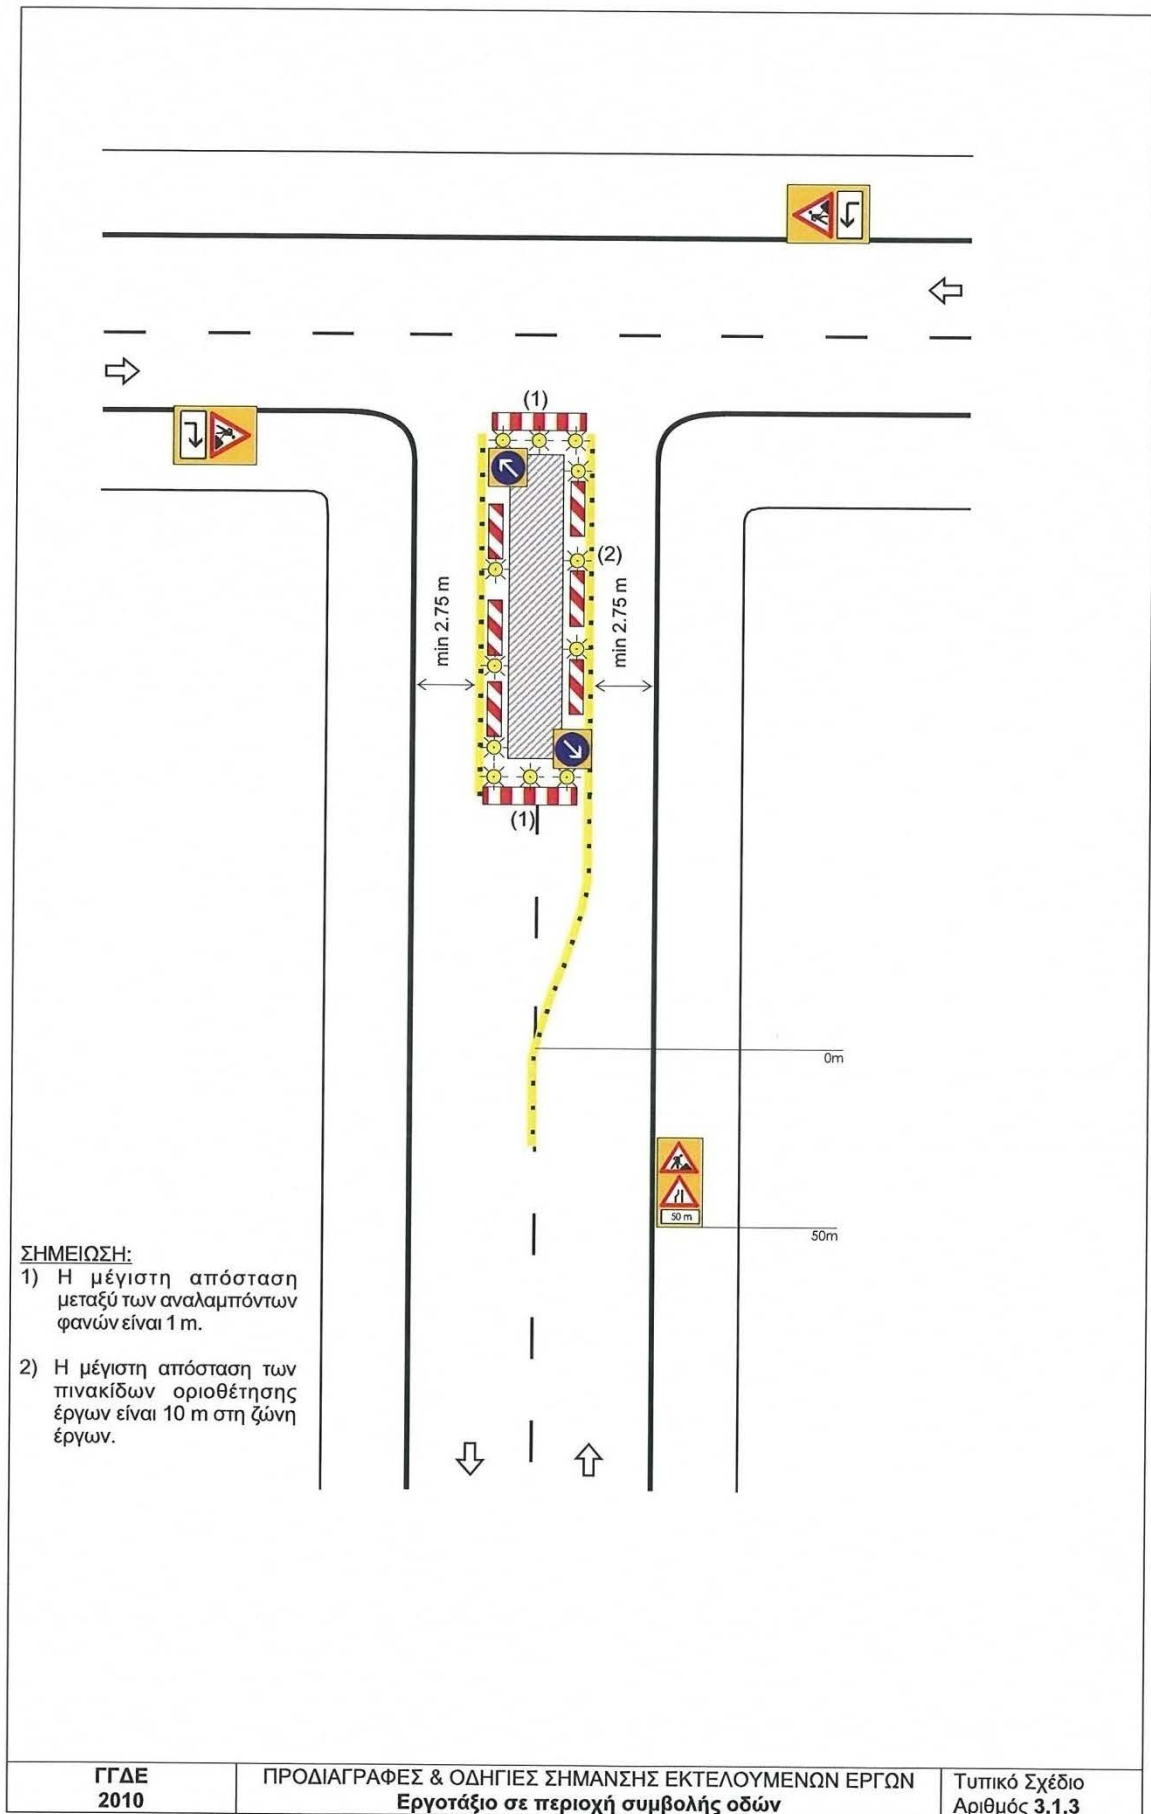 (1)
(2)
min 2.75 m
min 2.75 m
(1)
0m
50 m
50m
ΣΗΜΕΙΩΣΗ:
1) Η μέγιστη απόσταση
μεταξύ των αναλαμπόντων
φανών είναι 1 m.
2) Η μέγιστη απόσταση των
πινακίδων οριοθέτησης
έργων είναι 10 m στη ζώνη
έργων.
ΓΓΔΕ
2010
ΠΡΟΔΙΑΓΡΑΦΕΣ & ΟΔΗΓΙΕΣ ΣΗΜΑΝΣΗΣ ΕΚΤΕΛΟΥΜΕΝΩΝ ΕΡΓΩΝ
Εργοτάξιο σε περιοχή συμβολής οδών
Τυπικό Σχέδιο
Αριθμός 3.1.3